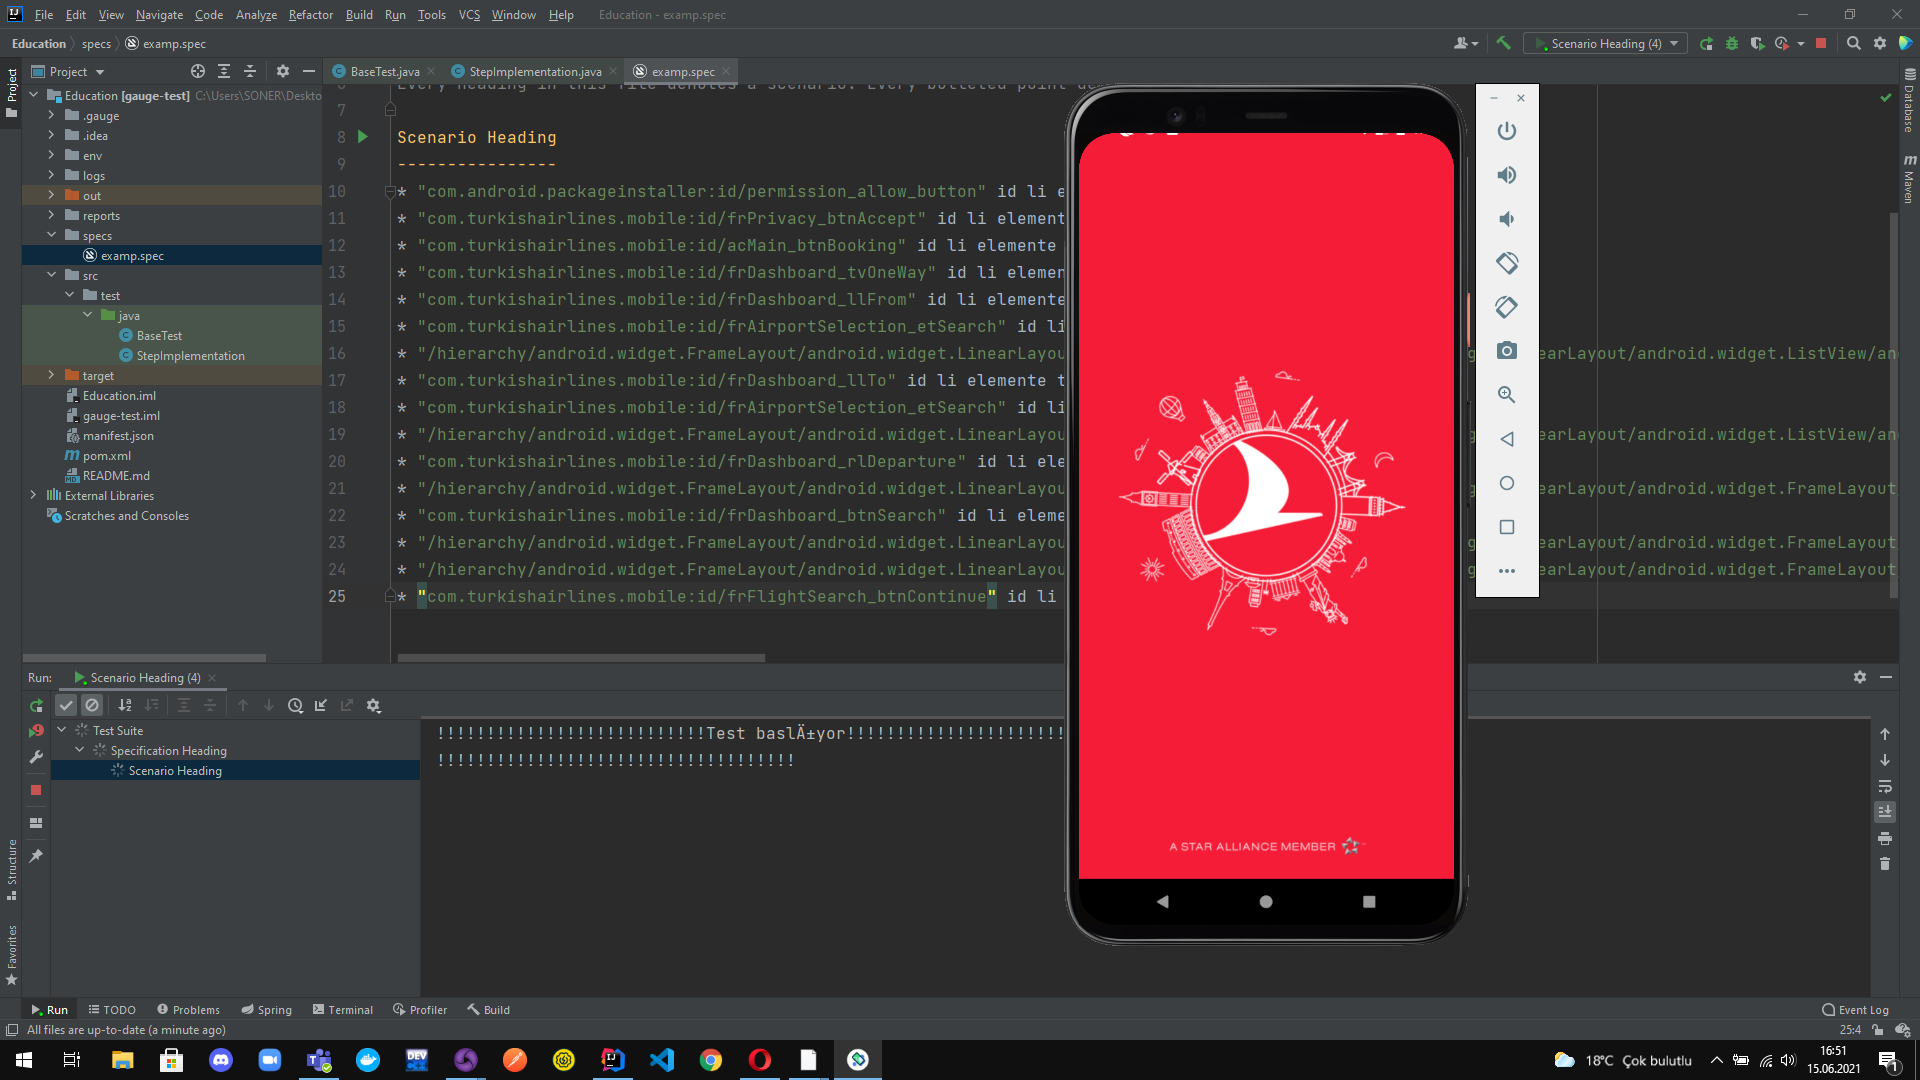 File Edit View Navigate Code Analyze Refactor Build Run Tools VCS Window Help Education - examp.spec
Education specs examp.spec
Scenario Heading (4)
Project
BaseTest.java StepImplementation.java examp.spec
Education [gauge-test] C:\Users\SONER\Deskto
.gauge
.idea
env
logs
out
reports
specs
examp.spec
src
test
java
BaseTest
StepImplementation
target
Education.iml
gauge-test.iml
manifest.json
pom.xml
README.md
External Libraries
Scratches and Consoles
7
8 Scenario Heading
9 ----------------
10 * "com.android.packageinstaller:id/permission_allow_button" id li e
11 * "com.turkishairlines.mobile:id/frPrivacy_btnAccept" id li element
12 * "com.turkishairlines.mobile:id/acMain_btnBooking" id li elemente
13 * "com.turkishairlines.mobile:id/frDashboard_tvOneWay" id li elemen
14 * "com.turkishairlines.mobile:id/frDashboard_llFrom" id li elemente
15 * "com.turkishairlines.mobile:id/frAirportSelection_etSearch" id li
16 * "/hierarchy/android.widget.FrameLayout/android.widget.LinearLayou earLayout/android.widget.ListView/an
17 * "com.turkishairlines.mobile:id/frDashboard_llTo" id li elemente t
18 * "com.turkishairlines.mobile:id/frAirportSelection_etSearch" id li
19 * "/hierarchy/android.widget.FrameLayout/android.widget.LinearLayou earLayout/android.widget.ListView/an
20 * "com.turkishairlines.mobile:id/frDashboard_rlDeparture" id li ele
21 * "/hierarchy/android.widget.FrameLayout/android.widget.LinearLayou earLayout/android.widget.FrameLayout
22 * "com.turkishairlines.mobile:id/frDashboard_btnSearch" id li eleme
23 * "/hierarchy/android.widget.FrameLayout/android.widget.LinearLayou earLayout/android.widget.FrameLayout
24 * "/hierarchy/android.widget.FrameLayout/android.widget.LinearLayou earLayout/android.widget.FrameLayout
25 * "com.turkishairlines.mobile:id/frFlightSearch_btnContinue" id li
A STAR ALLIANCE MEMBER
Database
Maven
Structure
Favorites
Run: Scenario Heading (4)
Test Suite
Specification Heading
Scenario Heading
!!!!!!!!!!!!!!!!!!!!!!!!!!!Test baslÄ±yor!!!!!!!!!!!!!!!!!!!!!!
!!!!!!!!!!!!!!!!!!!!!!!!!!!!!!!!!!!!
Run TODO Problems Spring Terminal Profiler Build Event Log
All files are up-to-date (a minute ago) 25:4
18°C Çok bulutlu
16:51
15.06.2021
1